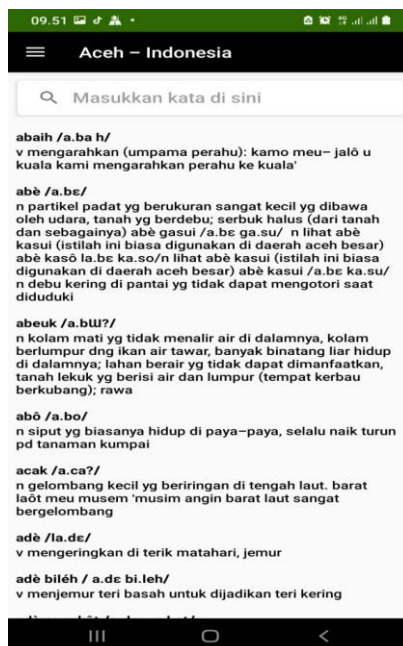 09.51
Aceh – Indonesia
Masukkan kata di sini
abaih /a.ba h/
v mengarahkan (umpama perahu): kamo meu– jalô u
kuala kami mengarahkan perahu ke kuala'
abè /a.bɛ/
n partikel padat yg berukuran sangat kecil yg dibawa
oleh udara, tanah yg berdebu; serbuk halus (dari tanah
dan sebagainya) abè gasui /a.bɛ ga.su/ n lihat abè
kasui (istilah ini biasa digunakan di daerah aceh besar)
abè kasô la.bɛ ka.so/n lihat abè kasui (istilah ini biasa
digunakan di daerah aceh besar) abè kasui /a.bɛ ka.su/
n debu kering di pantai yg tidak dapat mengotori saat
diduduki
abeuk /a.bƜ?/
n kolam mati yg tidak menalir air di dalamnya, kolam
berlumpur dng ikan air tawar, banyak binatang liar hidup
di dalamnya; lahan berair yg tidak dapat dimanfaatkan,
tanah lekuk yg berisi air dan lumpur (tempat kerbau
berkubang); rawa
abô /a.bo/
n siput yg biasanya hidup di paya–paya, selalu naik turun
pd tanaman kumpai
acak /a.ca?/
n gelombang kecil yg beriringan di tengah laut. barat
laôt meu musem 'musim angin barat laut sangat
bergelombang
adè /la.dɛ/
v mengeringkan di terik matahari, jemur
adè biléh / a.dɛ bi.leh/
v menjemur teri basah untuk dijadikan teri kering